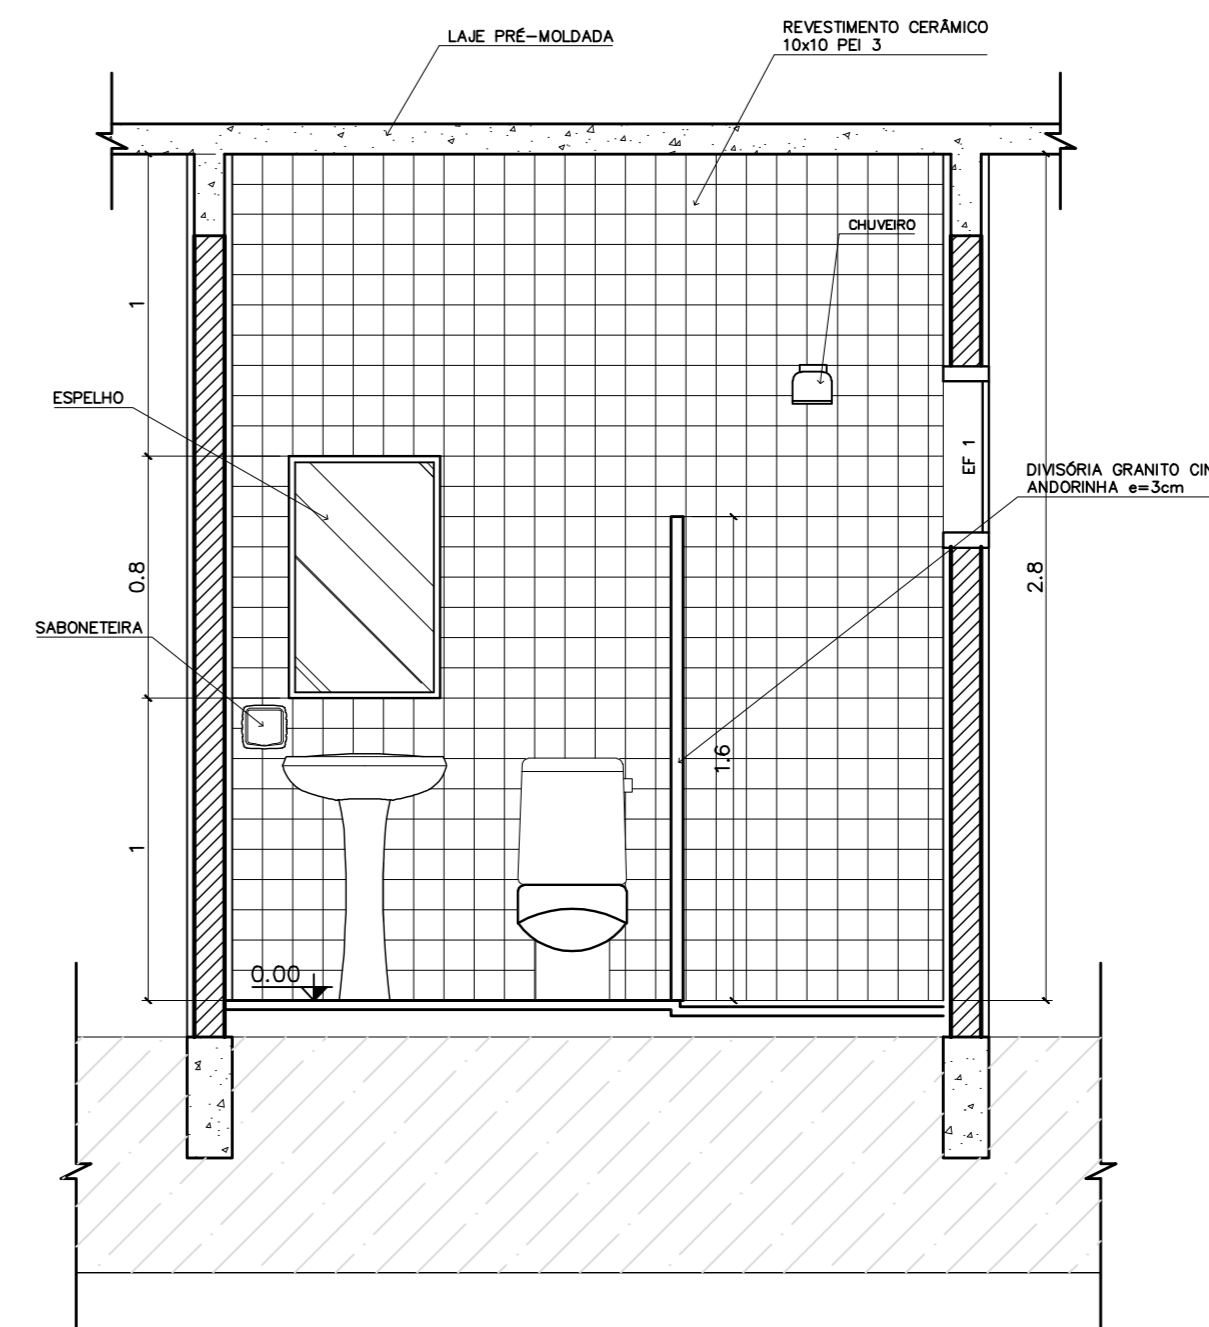 LAJE PRÉ-MOLDADA
REVESTIMENTO CERÂMICO
10x10 PEI 3
CHUVEIRO
1
ESPELHO
EF 1
DIVISÓRIA GRANITO
ANDORINHA e=3cm
0.8
2.8
SABONETEIRA
1.6
1
0.00